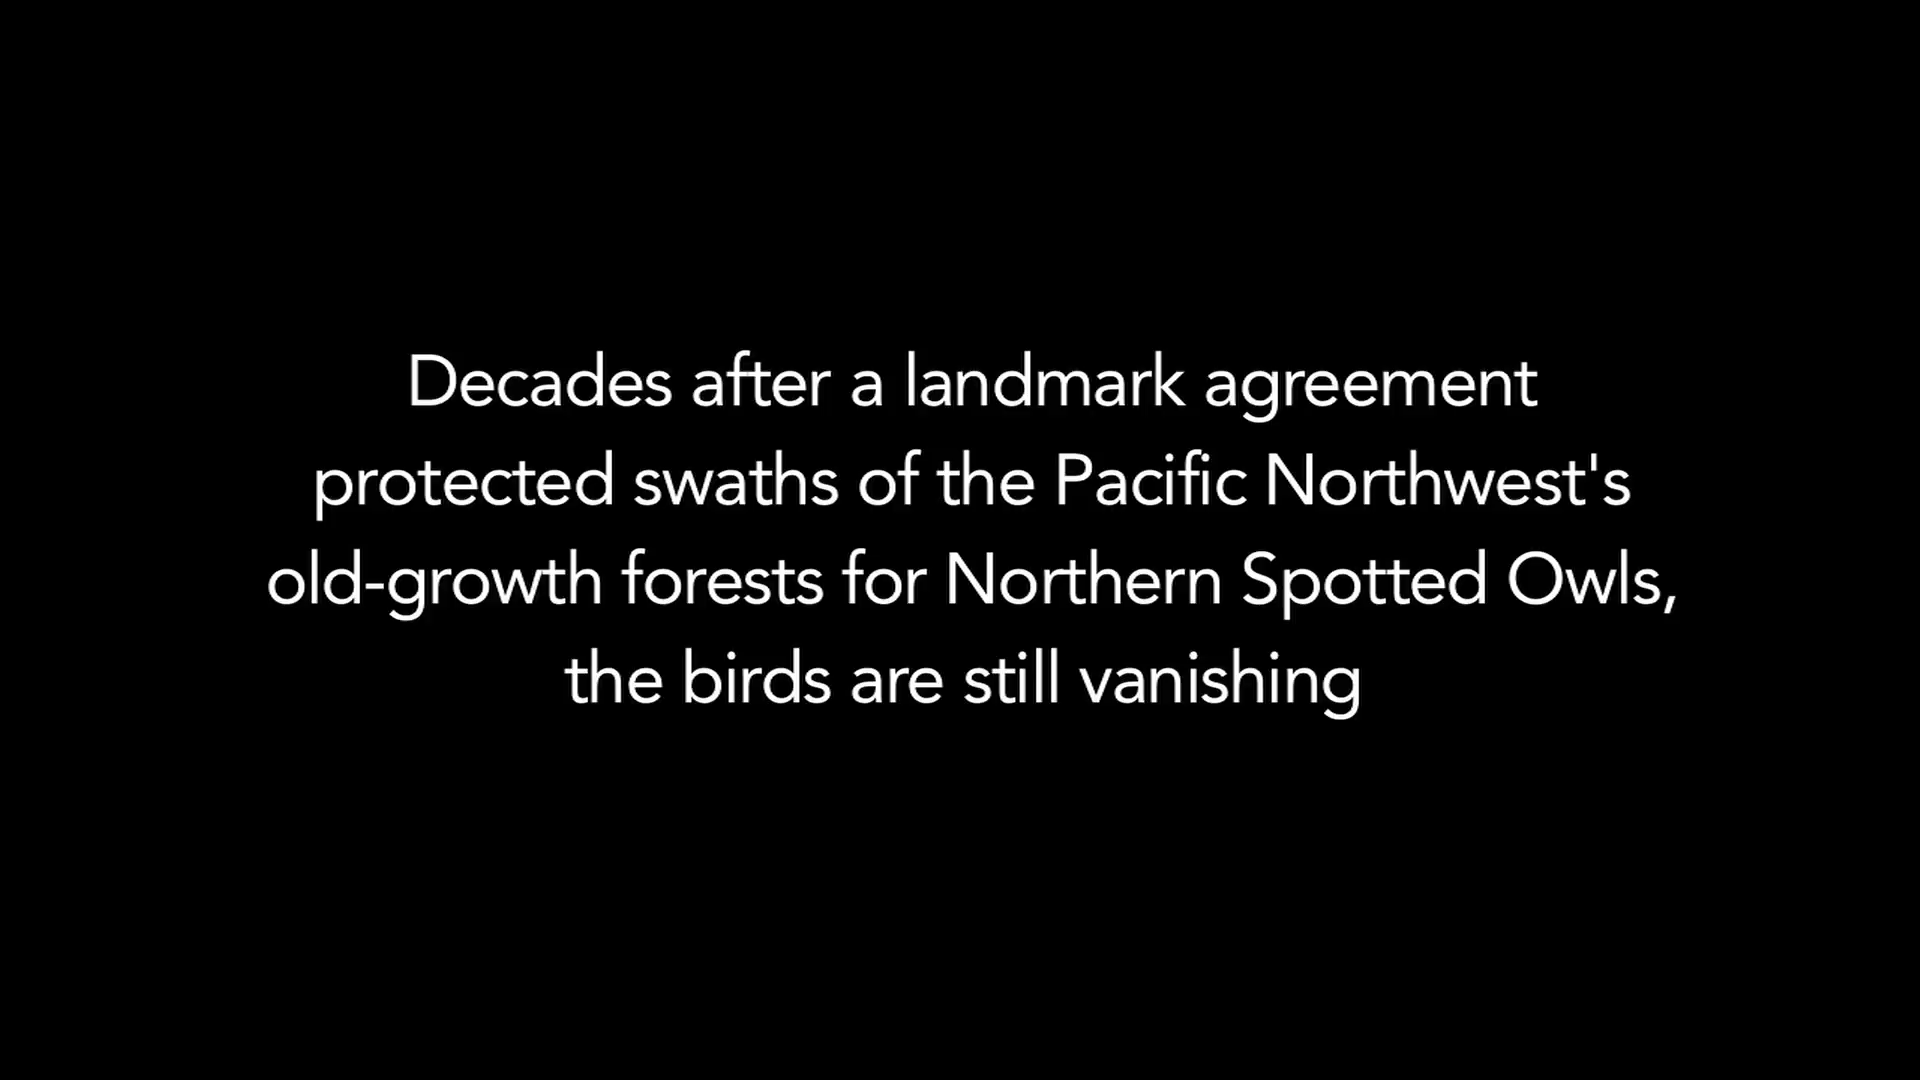 Decades after a landmark agreement
protected swaths of the Pacific Northwest's
old-growth forests for Northern Spotted Owls,
the birds are still vanishing